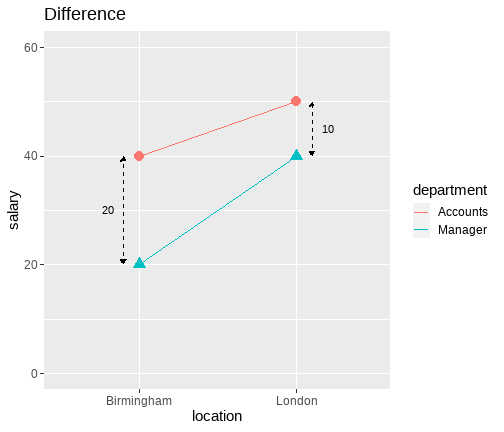 Difference
60
40
20
0
salary
20
10
Birmingham
London
location
department
Accounts
Manager